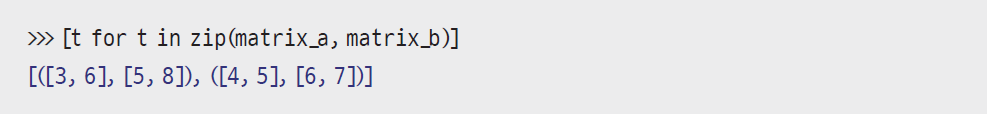 >>> [t for t in zip(matrix_a, matrix_b)]
[([3, 6], [5, 8]), ([4, 5], [6, 7])]